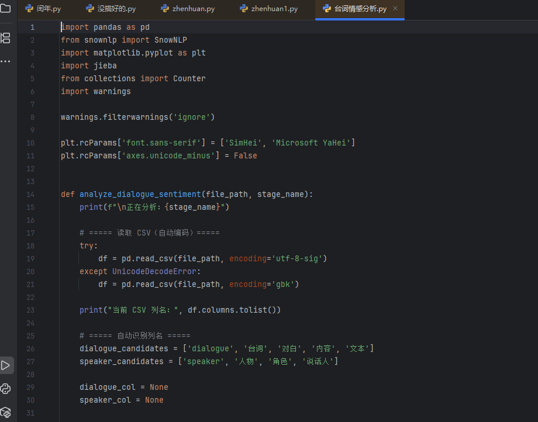 闲年.py 没搞好的.py zhenhuan.py zhenhuan1.py 台词情感分析.py
1 import pandas as pd
2 from snownlp import SnowNLP
3 import matplotlib.pyplot as plt
4 import jieba
5 from collections import Counter
6 import warnings
7
8 warnings.filterwarnings('ignore')
9
10 plt.rcParams['font.sans-serif'] = ['SimHei', 'Microsoft YaHei']
11 plt.rcParams['axes.unicode_minus'] = False
12
13
14 def analyze_dialogue_sentiment(file_path, stage_name):
15 print(f"\n正在分析：{stage_name}")
16
17 # ===== 读取 CSV（自动编码）=====
18 try:
19 df = pd.read_csv(file_path, encoding='utf-8-sig')
20 except UnicodeDecodeError:
21 df = pd.read_csv(file_path, encoding='gbk')
22
23 print("当前 CSV 列名：", df.columns.tolist())
24
25 # ===== 自动识别列名 =====
26 dialogue_candidates = ['dialogue', '台词', '对白', '内容', '文本']
27 speaker_candidates = ['speaker', '人物', '角色', '说话人']
28
29 dialogue_col = None
30 speaker_col = None
31